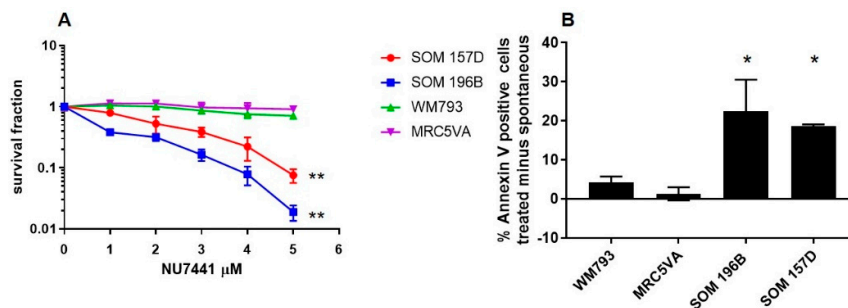 A
survival fraction
10
1
0.1
0.01
0 1 2 3 4 5 6
NU7441 μM
**
**
SOM 157D
SOM 196B
WM793
MRC5VA
B
% Annexin V positive cells
treated minus spontaneous
40
30
20
10
0
-10
*
*
WM793
MRC5VA
SOM 196B
SOM 157D